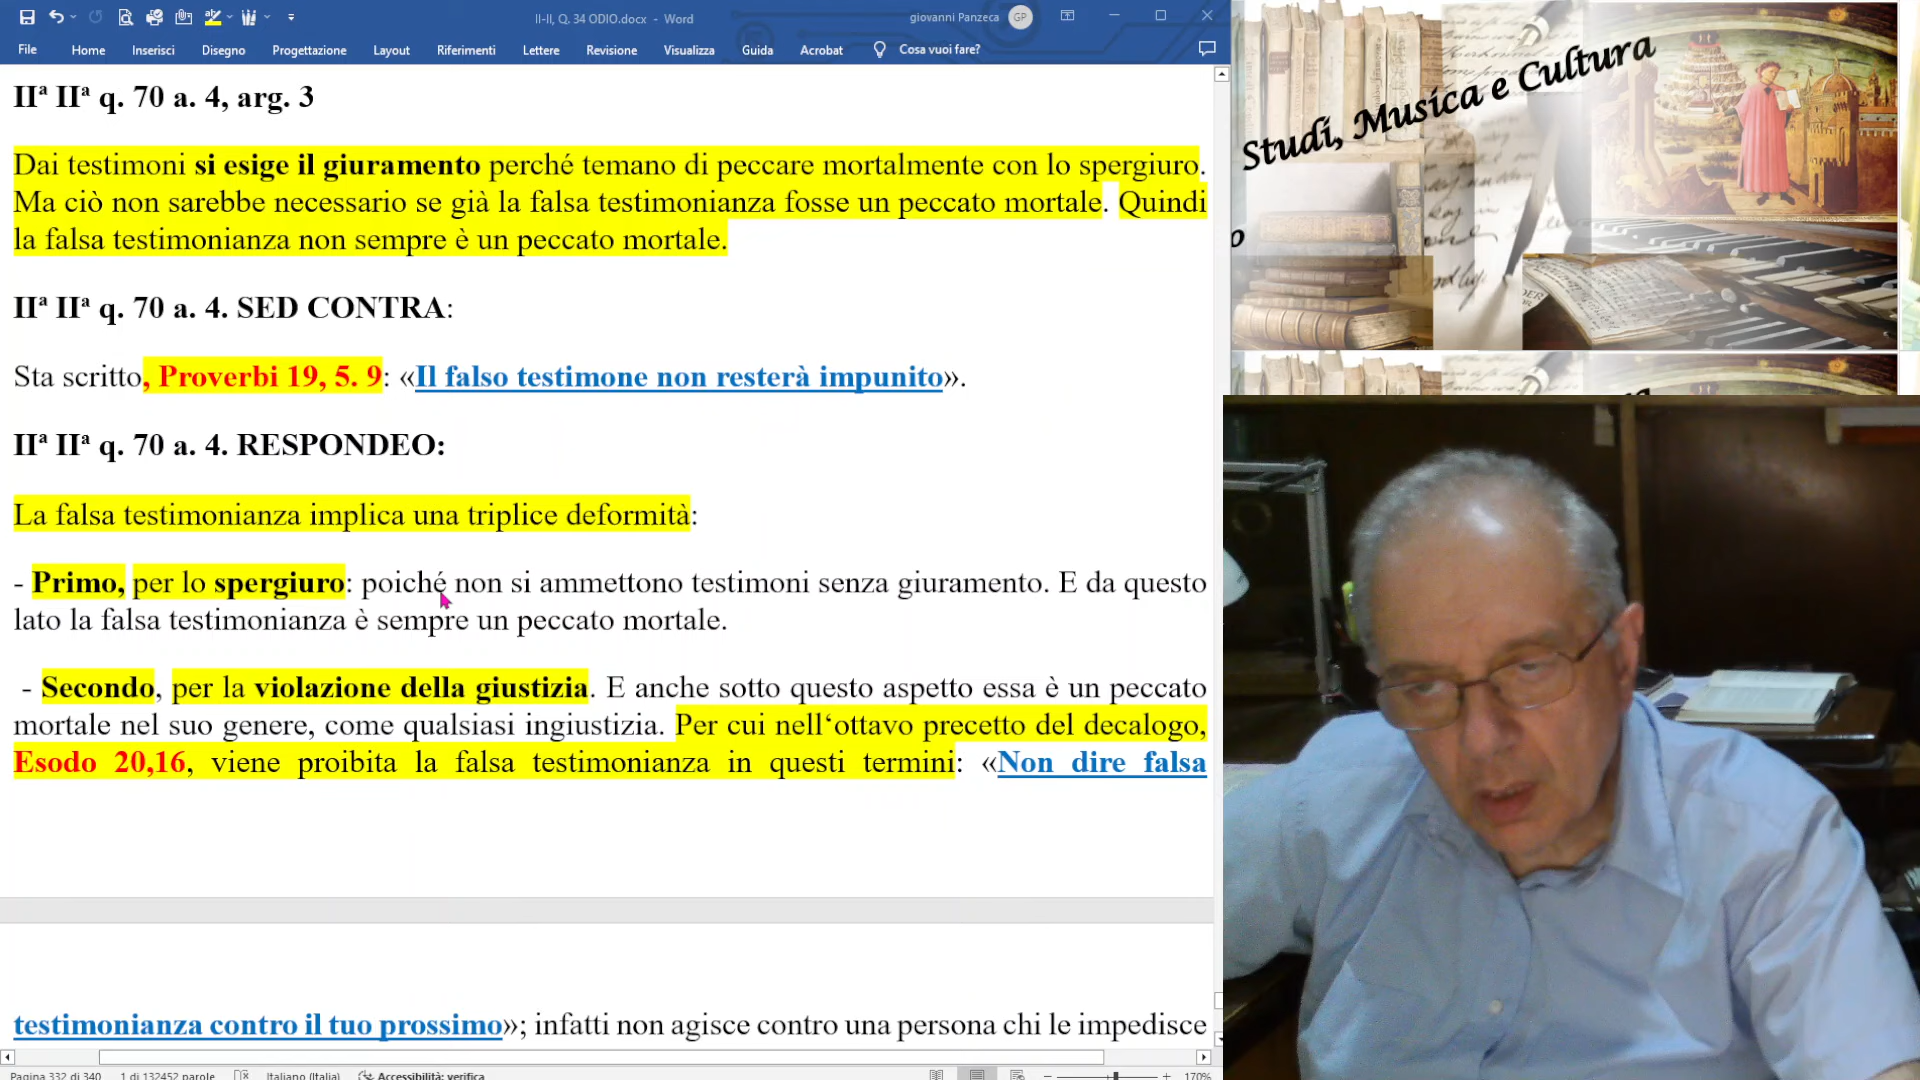 II-II, Q. 34 ODIO.docx - Word
giovanni Panzeca
GP
File Home Inserisci Disegno Progettazione Layout Riferimenti Lettere Revisione Visualizza Guida Acrobat Cosa vuoi fare?
IIª IIª q. 70 a. 4, arg. 3
Dai testimoni si esige il giuramento perché temano di peccare mortalmente con lo spergiuro.
Ma ciò non sarebbe necessario se già la falsa testimonianza fosse un peccato mortale. Quindi
la falsa testimonianza non sempre è un peccato mortale.
IIª IIª q. 70 a. 4. SED CONTRA:
Sta scritto, Proverbi 19, 5. 9: «Il falso testimone non resterà impunito».
IIª IIª q. 70 a. 4. RESPONDEO:
La falsa testimonianza implica una triplice deformità:
- Primo, per lo spergiuro: poiché non si ammettono testimoni senza giuramento. E da questo
lato la falsa testimonianza è sempre un peccato mortale.
- Secondo, per la violazione della giustizia. E anche sotto questo aspetto essa è un peccato
mortale nel suo genere, come qualsiasi ingiustizia. Per cui nell‘ottavo precetto del decalogo,
Esodo 20,16, viene proibita la falsa testimonianza in questi termini: «Non dire falsa
testimonianza contro il tuo prossimo»; infatti non agisce contro una persona chi le impedisce
Pagina 332 di 340 1 di 132452 parole Italiano (Italia) Accessibilità: verifica
170%
Studi, Musica e Cultura
o